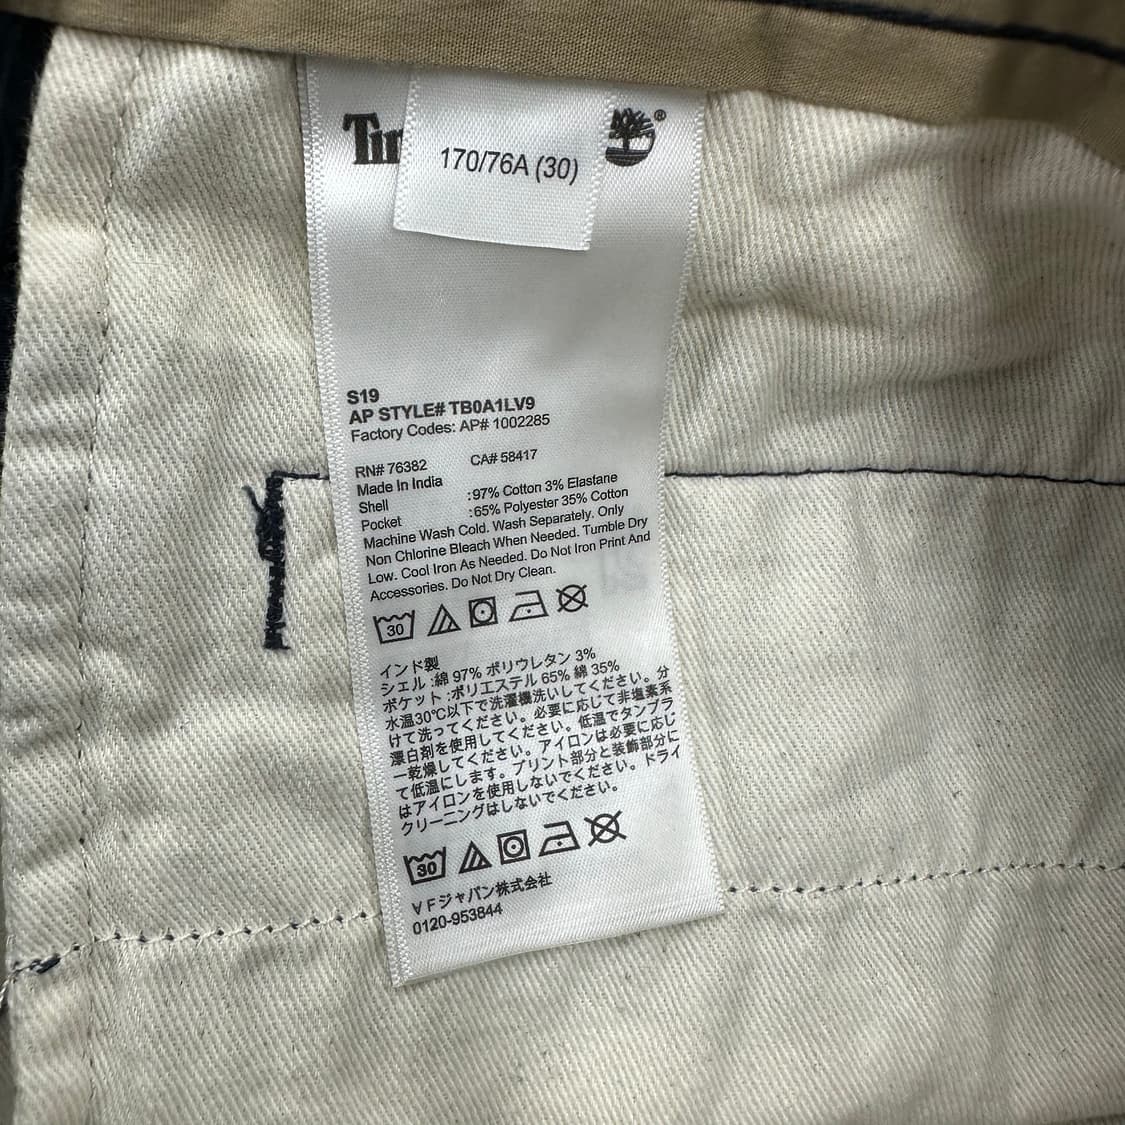 Tim
170/76A (30)
®
S19
AP STYLE# TB0A1LV9
Factory Codes: AP# 1002285
RN# 76382 CA# 58417
Made In India
Shell :97% Cotton 3% Elastane
Pocket :65% Polyester 35% Cotton
Machine Wash Cold. Wash Separately. Only
Non Chlorine Bleach When Needed. Tumble Dry
Low. Cool Iron As Needed. Do Not Iron Print And
Accessories. Do Not Dry Clean.
30
インド製
シェル :綿 97% ポリウレタン 3%
ポケット :ポリエステル 65% 綿 35%
水温30℃以下で洗濯機洗いしてください。分
けて洗ってください。必要に応じて非塩素系
漂白剤を使用してください。低温でタンブラ
ー乾燥してください。アイロンは必要に応じ
て低温にします。プリント部分と装飾部分に
はアイロンを使用しないでください。ドライ
クリーニングはしないでください。
30
VFジャパン株式会社
0120-953844